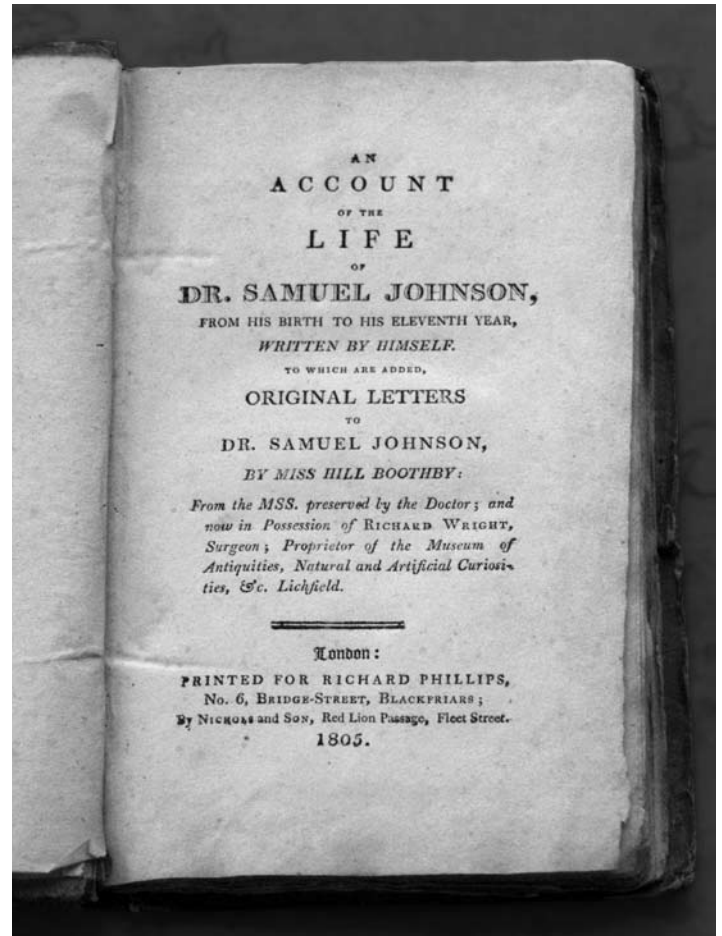 AN
ACCOUNT
OF THE
LIFE
OF
DR. SAMUEL JOHNSON,
FROM HIS BIRTH TO HIS ELEVENTH YEAR,
WRITTEN BY HIMSELF.
TO WHICH ARE ADDED,
ORIGINAL LETTERS
TO
DR. SAMUEL JOHNSON,
BY MISS HILL BOOTHBY:
From the MSS. preserved by the Doctor; and
now in Possession of RICHARD WRIGHT,
Surgeon; Proprietor of the Museum of
Antiquities, Natural and Artificial Curiosi-
ties, &c. Lichfield.
London:
PRINTED FOR RICHARD PHILLIPS,
No. 6, BRIDGE-STREET, BLACKFRIARS;
By NICHOLS and SON, Red Lion Passage, Fleet Street.
1805.